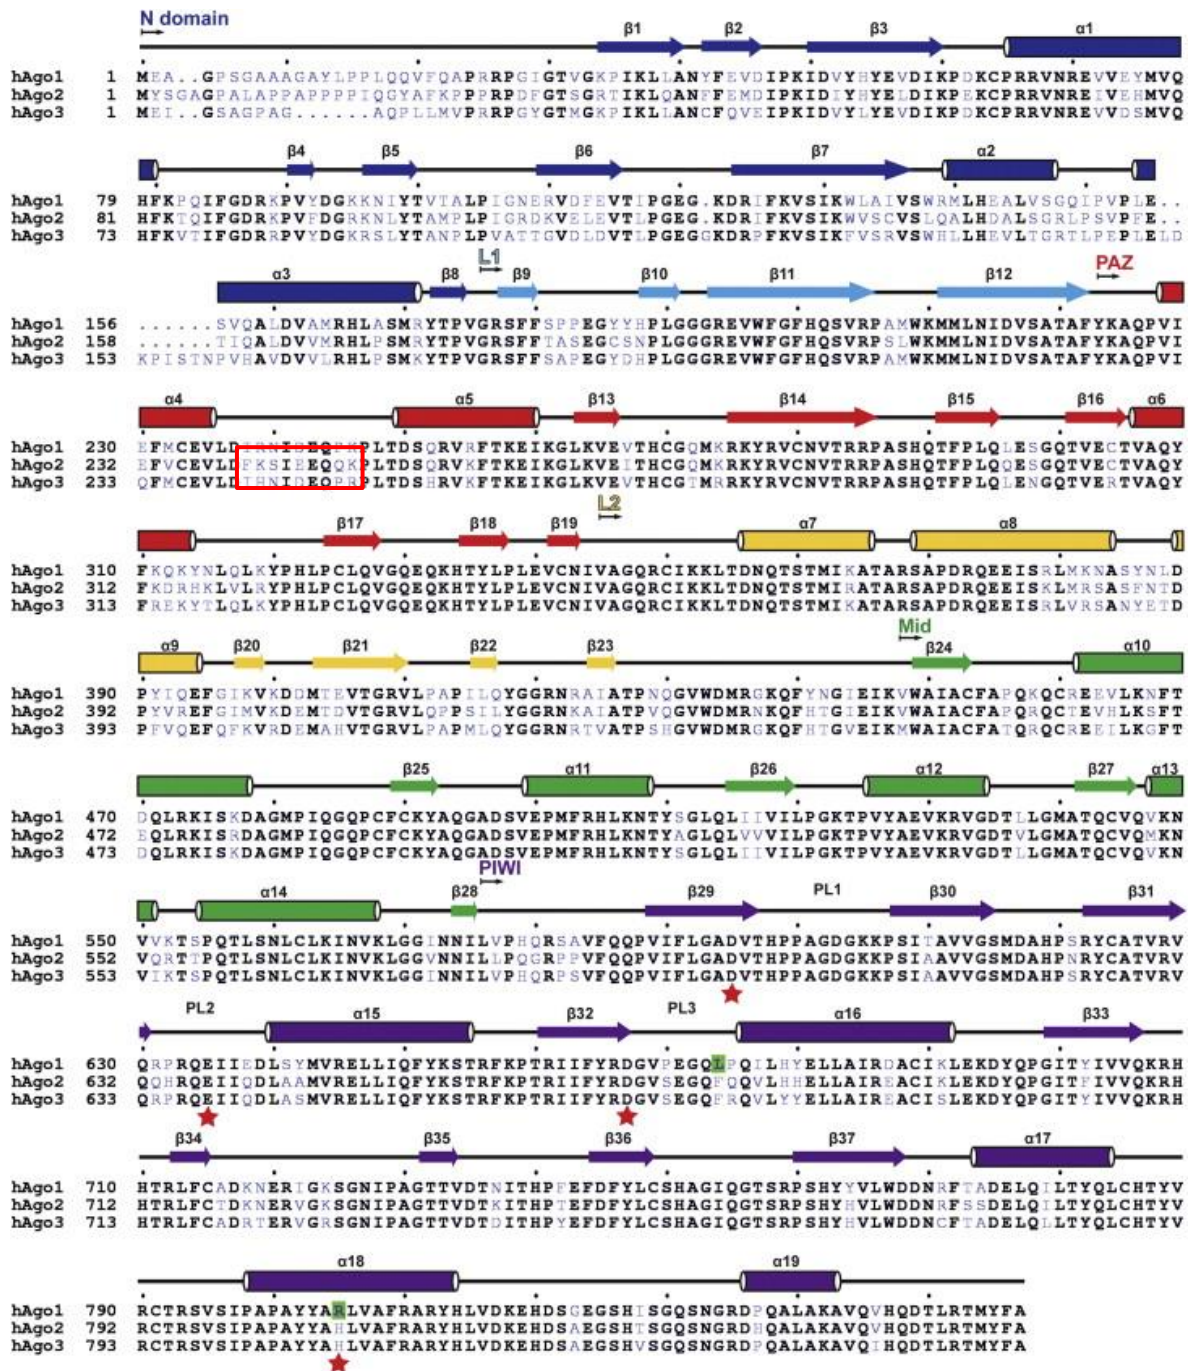 N domain
β1 β2 β3 α1
hAgo1 1 MEA..GPSGAAAGAYLPPLQQVFQAPRRPGIGTVGKPIKLLANYFEVDIPKIDVYHYEVDIKPDKCPRRVNREVVEYMVQ
hAgo2 1 MYSGAGPALAPPAPPPPIQGYAFKPPPRPDFGTSGRTIKLQANFFEMDIPKIDIYHYELDIKPEKCPRRVNREIVEHMVQ
hAgo3 1 MEI..GSAGPAG......AQPLLMVPRRPGYGTMGKPIKLLANCFQVEIPKIDVYLYEVDIKPDKCPRRVNREVVDSMVQ
β4 β5 β6 β7 α2
hAgo1 79 HFKPQIFGDRKPVYDGKKNIYTVTALPIGNERVDFEVTIPGEG.KDRIFKVSIKWLAIVSWRMLHEALVSGQIPVPLE..
hAgo2 81 HFKTQIFGDRKPVFDGRKNLYTAMPLPIGRDKVELEVTLPGEG.KDRIFKVSIKWVSCVSLQALHDALSGRLPSVPFE..
hAgo3 73 HFKVTIFGDRRPVYDGKRSLYTANPLPVATTGVDLDVTLPGEGGKDRPFKVSIKFVSRVSWHLLHEVLTGRTLPEPLELD
α3 β8 L1 β9 β10 β11 β12 PAZ
hAgo1 156 ......SVQALDVAMRHLASMRYTPVGRSFFSPPEGYYHPLGGGREVWFGFHQSVRPAMWKMMLNIDVSATAFYKAQPVI
hAgo2 158 ......TIQALDVVMRHLPSMRYTPVGRSFFTASEGCSNPLGGGREVWFGFHQSVRPSLWKMMLNIDVSATAFYKAQPVI
hAgo3 153 KPISTNPVHAVDVVLRHLPSMKYTPVGRSFFSAPEGYDHPLGGGREVWFGFHQSVRPAMWKMMLNIDVSATAFYKAQPVI
α4 α5 β13 β14 β15 β16 α6
hAgo1 230 EFMCEVLDIRNIDEQPKPLTDSQRVRFTKEIKGLKVEVTHCGQMKRKYRVCNVTRRPASHQTFPLQLESGQTVECTVAQY
hAgo2 232 EFVCEVLDFKSIEEQQKPLTDSQRVKFTKEIKGLKVEITHCGQMKRKYRVCNVTRRPASHQTFPLQQESGQTVECTVAQY
hAgo3 233 QFMCEVLDIHNIDEQPRPLTDSHRVKFTKEIKGLKVEVTHCGTMRRKYRVCNVTRRPASHQTFPLQLENGQTVERTVAQY
β17 β18 β19 L2 α7 α8
hAgo1 310 FKQKYNLQLKYPHLPCLQVGQEQKHTYLPLEVCNIVAGQRCIKKLTDNQTSTMIKATARSAPDRQEEISRLMKNASYNLD
hAgo2 312 FKDRHKLVLRYPHLPCLQVGQEQKHTYLPLEVCNIVAGQRCIKKLTDNQTSTMIRATARSAPDRQEEISKLMRSASFNTD
hAgo3 313 FREKYTLQLKYPHLPCLQVGQEQKHTYLPLEVCNIVAGQRCIKKLTDNQTSTMIKATARSAPDRQEEISRLVRSANYETD
α9 β20 β21 β22 β23 Mid β24 α10
hAgo1 390 PYIQEFGIKVKDDMTEVTGRVLPAPILQYGGRNRAIATPNQGVWDMRGKQFYNGIEIKVWAIACFAPQKQCREEVLKNFT
hAgo2 392 PYVREFGIMVKDEMTDVTGRVLQPPSILYGGRNKAIATPVQGVWDMRNKQFHTGIEIKVWAIACFAPQRQCTEVHLKSFT
hAgo3 393 PFVQEFQFKVRDEMAHVTGRVLPAPMLQYGGRNRTVATPSHGVWDMRGKQFHTGVEIKMWAIACFATQRQCREEILKGFT
β25 α11 β26 α12 β27 α13
hAgo1 470 DQLRKISKDAGMPIQGQPCFCKYAQGADSVEPMFRHLKNTYSGLQLIIVILPGKTPVYAEVKRVGDTLLGMATQCVQVKN
hAgo2 472 EQLRKISRDAGMPIQGQPCFCKYAQGADSVEPMFRHLKNTYAGLQLVVVILPGKTPVYAEVKRVGDTVLGMATQCVQMKN
hAgo3 473 DQLRKISKDAGMPIQGQPCFCKYAQGADSVEPMFRHLKNTYSGLQLIIVILPGKTPVYAEVKRVGDTLLGMATQCVQVKN
α14 β28 PIWI β29 PL1 β30 β31
hAgo1 550 VVKTSPQTLSNLCLKINVKLGGINNILVPHQRSAVFQQPVIFLGADVTHPPAGDGKKPSITAVVGSMDAHPSRYCATVRV
hAgo2 552 VQRTTPQTLSNLCLKINVKLGGVNNILLPQGRPPVFQQPVIFLGADVTHPPAGDGKKPSIAAVVGSMDAHPNRYCATVRV
hAgo3 553 VIKTSPQTLSNLCLKINVKLGGINNILVPHQRPSVFQQPVIFLGADVTHPPAGDGKKPSIAAVVGSMDAHPSRYCATVRV
PL2 α15 β32 PL3 α16 β33
hAgo1 630 QRPRQEIIEDLSYMVRELLIQFYKSTRFKPTRIIFYRDGVPEGQLPQILHYELLAIRDACIKLEKDYQPGITYIVVQKRH
hAgo2 632 QQHRQEIIQDLAAMVRELLIQFYKSTRFKPTRIIFYRDGVSEGQFQQVLHHELLAIREACIKLEKDYQPGITFIVVQKRH
hAgo3 633 QRPRQEIIQDLASMVRELLIQFYKSTRFKPTRIIFYRDGVSEGQFRQVLYYELLAIREACISLEKDYQPGITYIVVQKRH
β34 β35 β36 β37 α17
hAgo1 710 HTRLFCADKNERIGKSGNIPAGTTVDTNITHPFEFDFYLCSHAGIQGTSRPSHYYVLWDDNRFTADELQILTYQLCHTYV
hAgo2 712 HTRLFCTDKNERVGKSGNIPAGTTVDTKITHPTEFDFYLCSHAGIQGTSRPSHYHVLWDDNRFSSDELQILTYQLCHTYV
hAgo3 713 HTRLFCADRTERVGRSGNIPAGTTVDTDITHPYEFDFYLCSHAGIQGTSRPSHYHVLWDDNCFTADELQLLTYQLCHTYV
α18 α19
hAgo1 790 RCTRSVSIPAPAYYARLVAFRARYHLVDKEHDSGEGSHISGQSNGRDPQALAKAVQVHQDTLRTMYFA
hAgo2 792 RCTRSVSIPAPAYYAHLVAFRARYHLVDKEHDSAEGSHTSGQSNGRDHQALAKAVQVHQDTLRTMYFA
hAgo3 793 RCTRSVSIPAPAYYAHLVAFRARYHLVDKEHDSAEGSHVSGQSNGRDPQALAKAVQIHQDTLRTMYFA